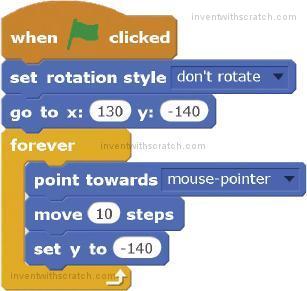 inventwithscratch.com
when clicked
set rotation style don't rotate
go to x: 130 y: -140
forever
inventwithscratch.com
point towards mouse-pointer
move 10 steps
set y to -140
inventwithscratch.com